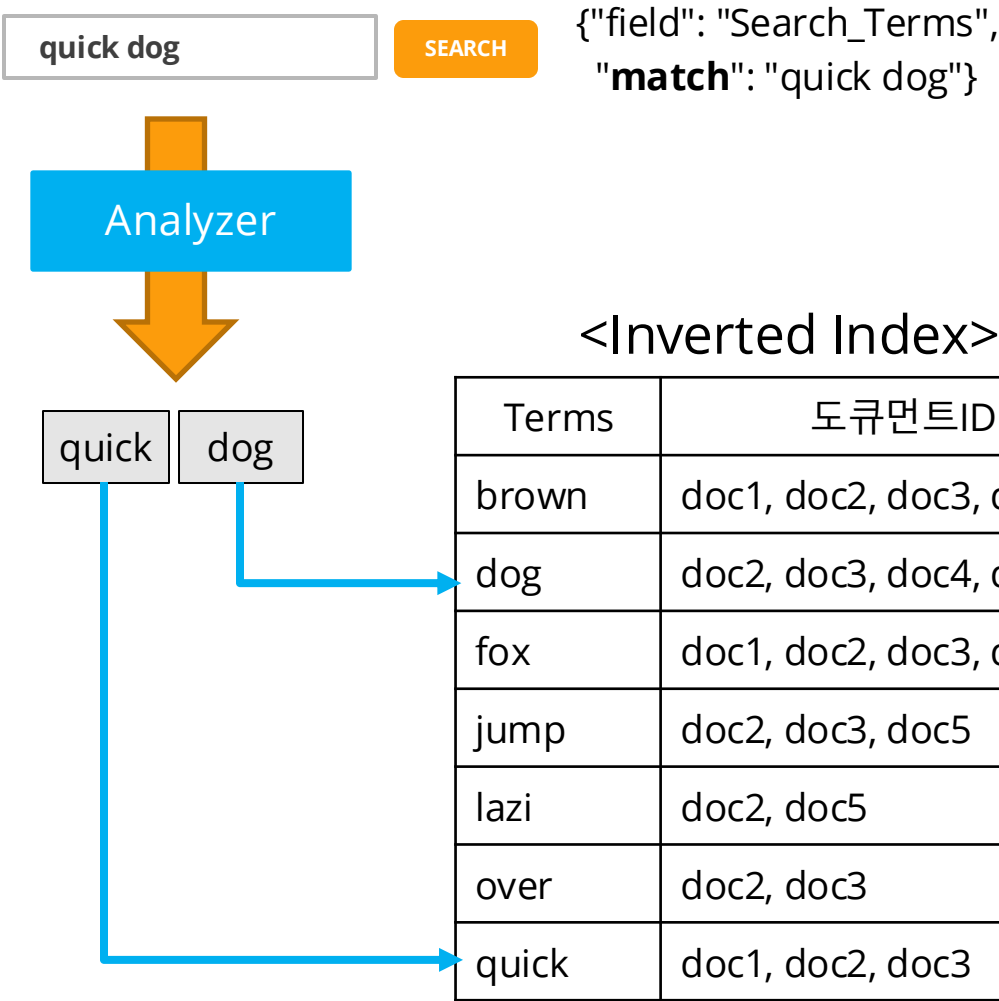 quick dog
SEARCH
{"field": "Search_Terms",
"match": "quick dog"}
Analyzer
<Inverted Index>
quick dog
Terms 도큐먼트ID
brown doc1, doc2, doc3,
dog doc2, doc3, doc4,
fox doc1, doc2, doc3,
jump doc2, doc3, doc5
lazi doc2, doc5
over doc2, doc3
quick doc1, doc2, doc3